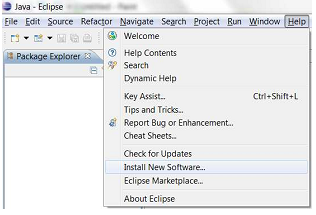 Java - Eclipse
File Edit Source Refactor Navigate Search Project Run Window Help
Package Explorer
Welcome
Help Contents
Search
Dynamic Help
Key Assist... Ctrl+Shift+L
Tips and Tricks...
Report Bug or Enhancement...
Cheat Sheets...
Check for Updates
Install New Software...
Eclipse Marketplace...
About Eclipse